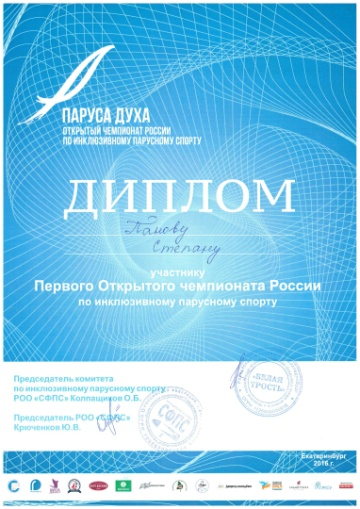 ПАРУСА ДУХА
ОТКРЫТЫЙ ЧЕМПИОНАТ РОССИИ
ПО ИНКЛЮЗИВНОМУ ПАРУСНОМУ СПОРТУ
ДИПЛОМ
Степану
участнику
Первого Открытого чемпионата России
по инклюзивному парусному спорту
Председатель комитета
по инклюзивному парусному спорту
РОО «СФПС» Колпащиков О.Б.
Председатель РОО «СФПС»
Крюченков Ю.В.
СФПС
«БЕЛАЯ
ТРОСТЬ»
Екатеринбург
2016 г.